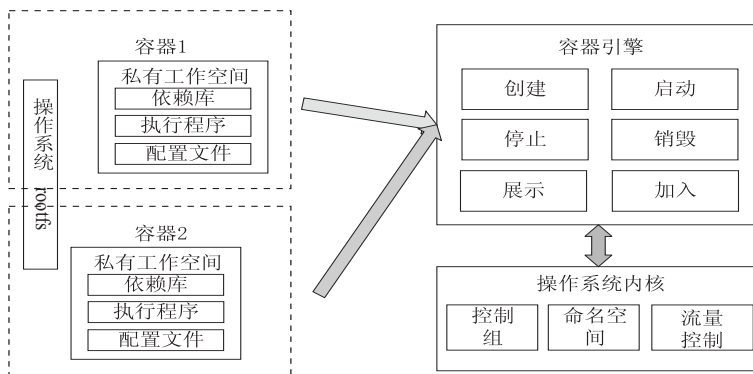 容器1
私有工作空间
依赖库
执行程序
配置文件
操作系统 rootfs
容器2
私有工作空间
依赖库
执行程序
配置文件
容器引擎
创建
启动
停止
销毁
展示
加入
操作系统内核
控制
组
命名空
间
流量
控制